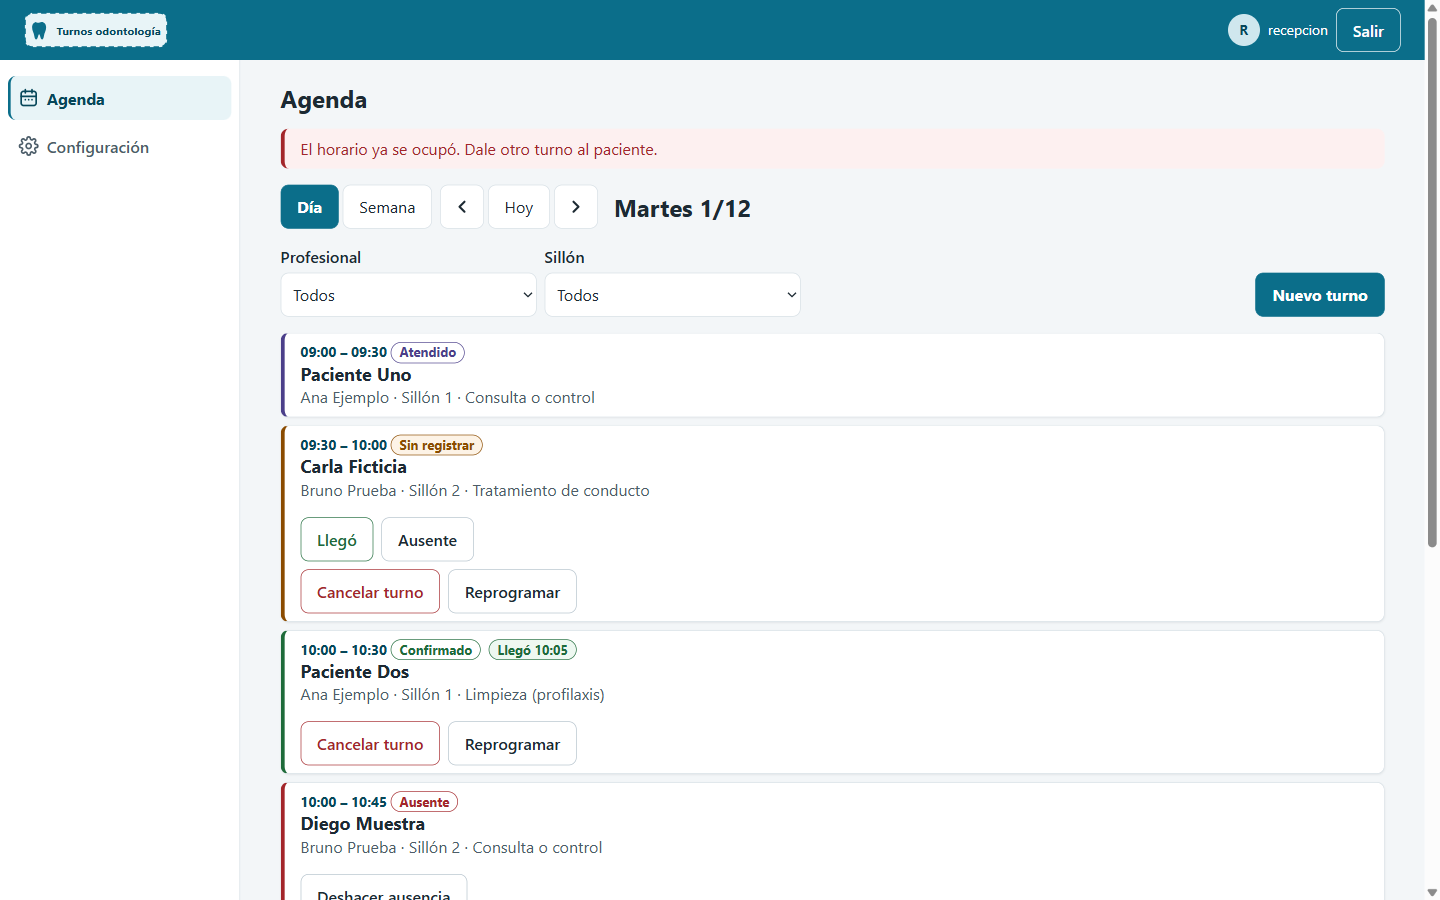 Turnos odontología
R recepcion Salir
Agenda
Configuración
Agenda
El horario ya se ocupó. Dale otro turno al paciente.
Día Semana Hoy Martes 1/12
Profesional Sillón
Todos Todos Nuevo turno
09:00 – 09:30 Atendido
Paciente Uno
Ana Ejemplo · Sillón 1 · Consulta o control
09:30 – 10:00 Sin registrar
Carla Ficticia
Bruno Prueba · Sillón 2 · Tratamiento de conducto
Llegó Ausente
Cancelar turno Reprogramar
10:00 – 10:30 Confirmado Llegó 10:05
Paciente Dos
Ana Ejemplo · Sillón 1 · Limpieza (profilaxis)
Cancelar turno Reprogramar
10:00 – 10:45 Ausente
Diego Muestra
Bruno Prueba · Sillón 2 · Consulta o control
Deshacer ausencia